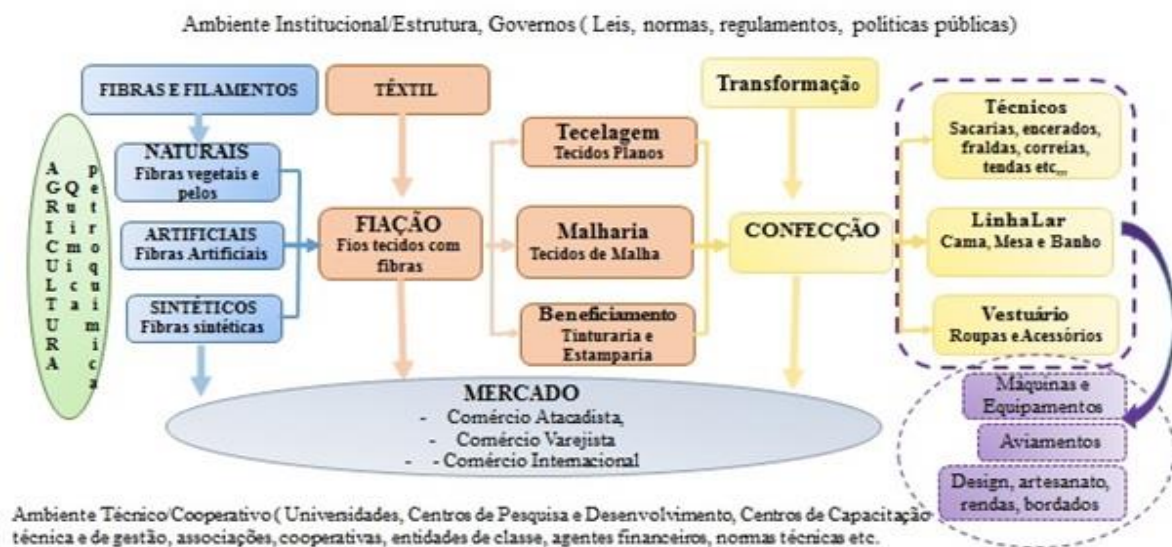 Ambiente Institucional/Estrutura, Governos ( Leis, normas, regulamentos, políticas públicas)
FIBRAS E FILAMENTOS
TÊXTIL
Transformação
AGRICULTURA
Química
petroquimica
NATURAIS
Fibras vegetais e
pelos
ARTIFICIAIS
Fibras Artificiais
SINTÉTICOS
Fibras sintéticas
FIAÇÃO
Fios tecidos com
fibras
Tecelagem
Tecidos Planos
Malharia
Tecidos de Malha
Beneficiamento
Tinturaria e
Estamparia
CONFECÇÃO
Técnicos
Sacarias, encerados,
fraldas, correias,
tendas etc...
LinhaLar
Cama, Mesa e Banho
Vestuário
Roupas e Acessórios
Máquinas e
Equipamentos
Aviamentos
Design, artesanato,
rendas, bordados
MERCADO
- Comércio Atacadista,
- Comércio Varejista
- - Comércio Internacional
Ambiente Técnico/Cooperativo ( Universidades, Centros de Pesquisa e Desenvolvimento, Centros de Capacitação
técnica e de gestão, associações, cooperativas, entidades de classe, agentes financeiros, normas técnicas etc.